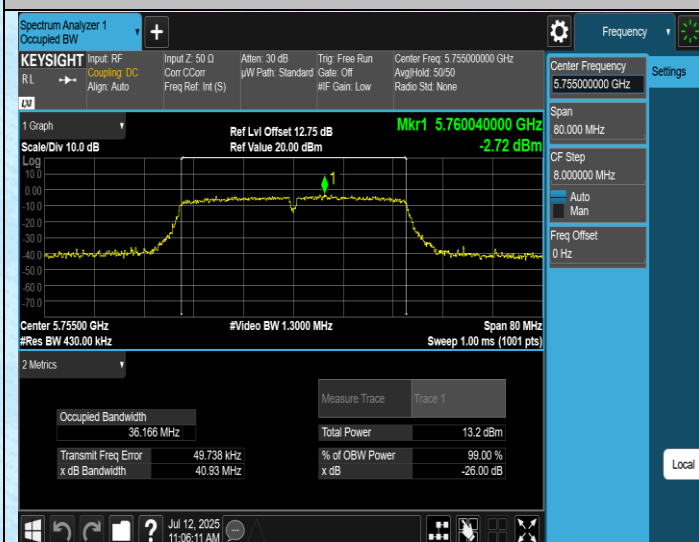 Spectrum Analyzer 1
Occupied BW
Frequency
KEYSIGHT
R L
LXI
Input: RF
Coupling: DC
Align: Auto
Input Z: 50 Ω
Corr CCorr
Freq Ref: Int (S)
Atten: 30 dB
µW Path: Standard
Trig: Free Run
Gate: Off
#IF Gain: Low
Center Freq: 5.755000000 GHz
Avg|Hold: 50/50
Radio Std: None
Center Frequency
5.755000000 GHz
Settings
Span
80.000 MHz
CF Step
8.000000 MHz
Auto
Man
Freq Offset
0 Hz
Local
1 Graph
Scale/Div 10.0 dB
Ref Lvl Offset 12.75 dB
Ref Value 20.00 dBm
Mkr1 5.760040000 GHz
-2.72 dBm
Log
10.0
0.00
-10.0
-20.0
-30.0
-40.0
-50.0
-60.0
-70.0
1
Center 5.75500 GHz
#Res BW 430.00 kHz
#Video BW 1.3000 MHz
Span 80 MHz
Sweep 1.00 ms (1001 pts)
2 Metrics
Measure Trace Trace 1
Occupied Bandwidth
36.166 MHz
Total Power 13.2 dBm
Transmit Freq Error 49.738 kHz
% of OBW Power 99.00 %
x dB Bandwidth 40.93 MHz
x dB -26.00 dB
Jul 12, 2025
11:06:11 AM